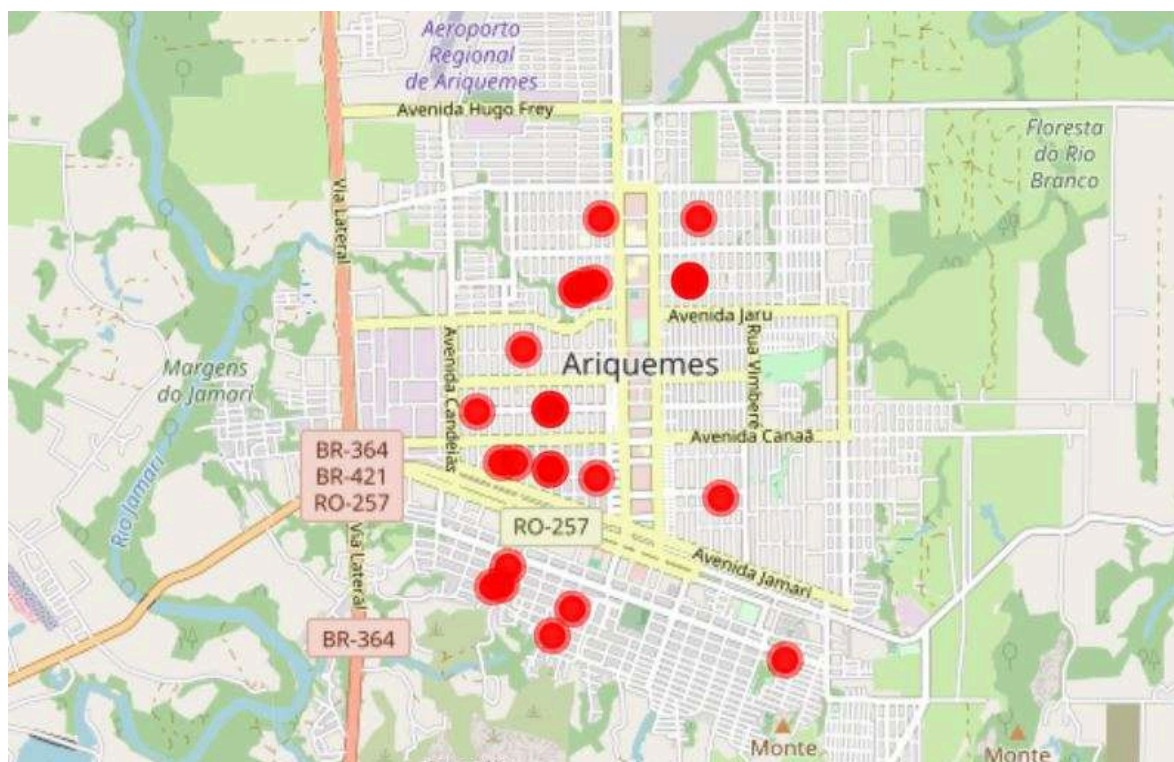 Aeroporto
Regional
de Ariquemes
Avenida Hugo Frey
Floresta
do Rio
Branco
Via Lateral
Avenida Jaru
Avenida Candeias
Ariquemes
Rua Vimbere
Margens
do Jamari
Avenida Canaã
BR-364
BR-421
RO-257
Rio Jamari
RO-257
Via Lateral
Avenida Jamari
BR-364
Monte
Monte